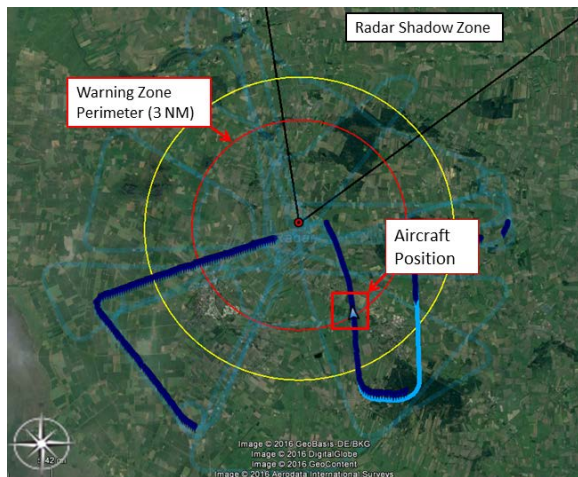 Radar Shadow Zone
Warning Zone
Perimeter (3 NM)
Radar
Aircraft
Position
Image © 2016 GeoBasis-DE/BKG
Image © 2016 DigitalGlobe
Image © 2016 GeoContent
Image © 2016 Aerodata International Surveys